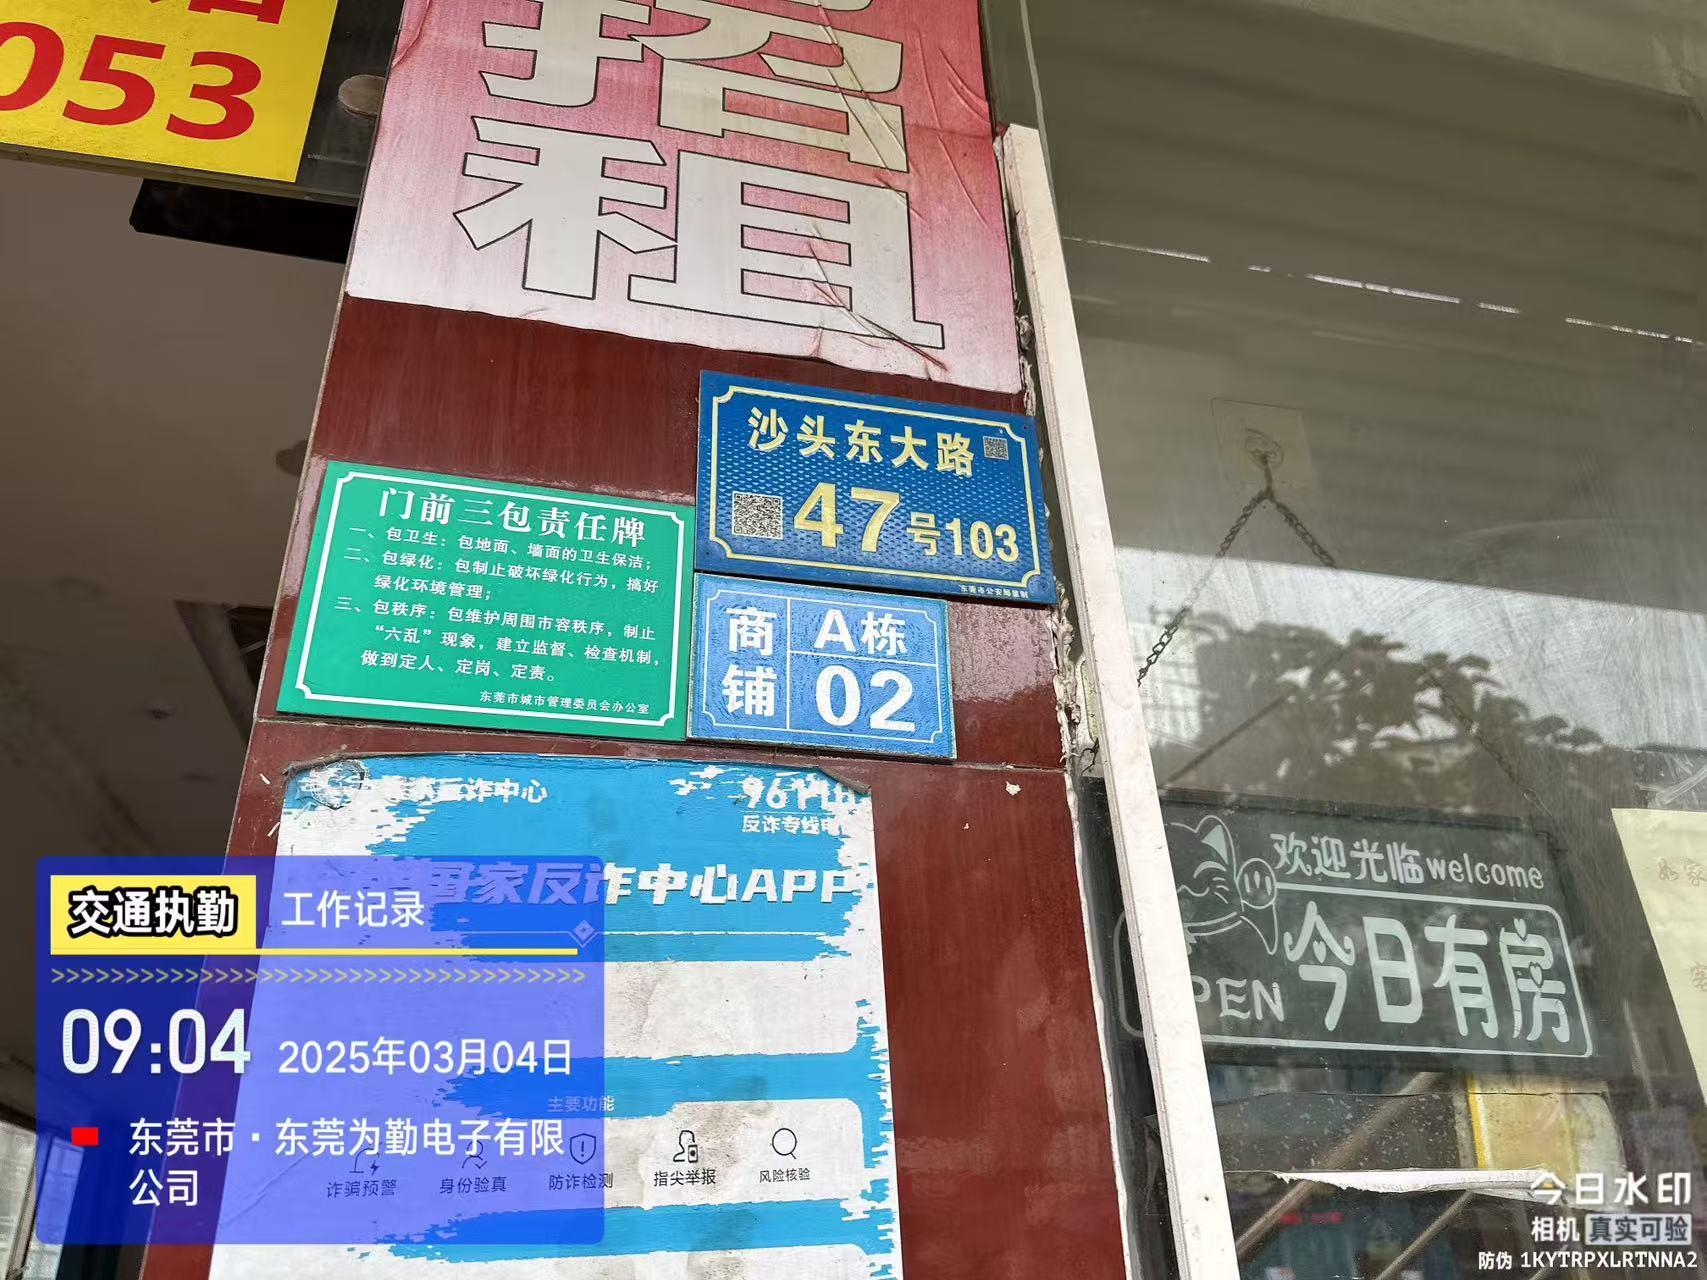 053
招
租
沙头东大路
47号103
东莞市公安局监制
门前三包责任牌
一、包卫生：包地面、墙面的卫生保洁；
二、包绿化：包制止破坏绿化行为，搞好
绿化环境管理；
三、包秩序：包维护周围市容秩序，制止
“六乱”现象，建立监督、检查机制，
做到定人、定岗、定责。
东莞市城市管理委员会办公室
商铺
A栋
02
反诈中心
反诈专线
国家反诈中心APP
主要功能
诈骗预警
身份验真
防诈检测
指尖举报
风险核验
欢迎光临welcome
今日有房
PEN
交通执勤
工作记录
09:04
2025年03月04日
东莞市·东莞为勤电子有限
公司
今日水印
相机 真实可验
防伪 1KYTRPXLRTNNA2